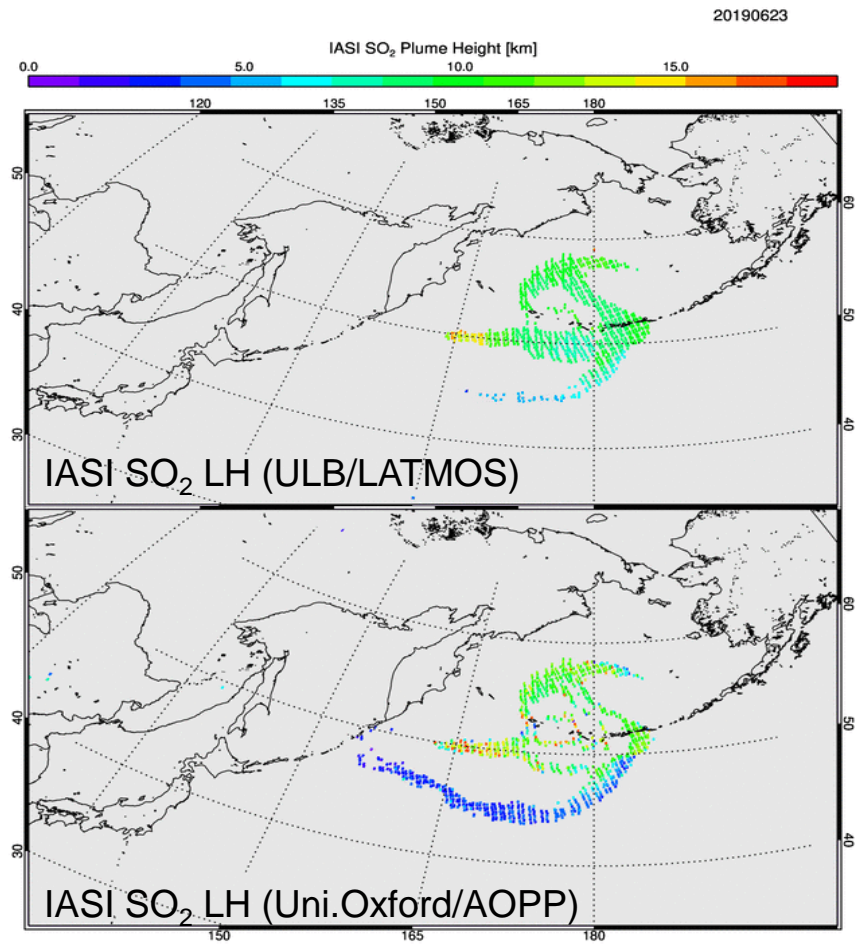 20190623
IASI SO₂ Plume Height [km]
0.0 5.0 10.0 15.0
120 135 150 165 180
50 60
40 50
30 40
IASI SO₂ LH (ULB/LATMOS)
50 60
40 50
30 40
IASI SO₂ LH (Uni.Oxford/AOPP)
150 165 180